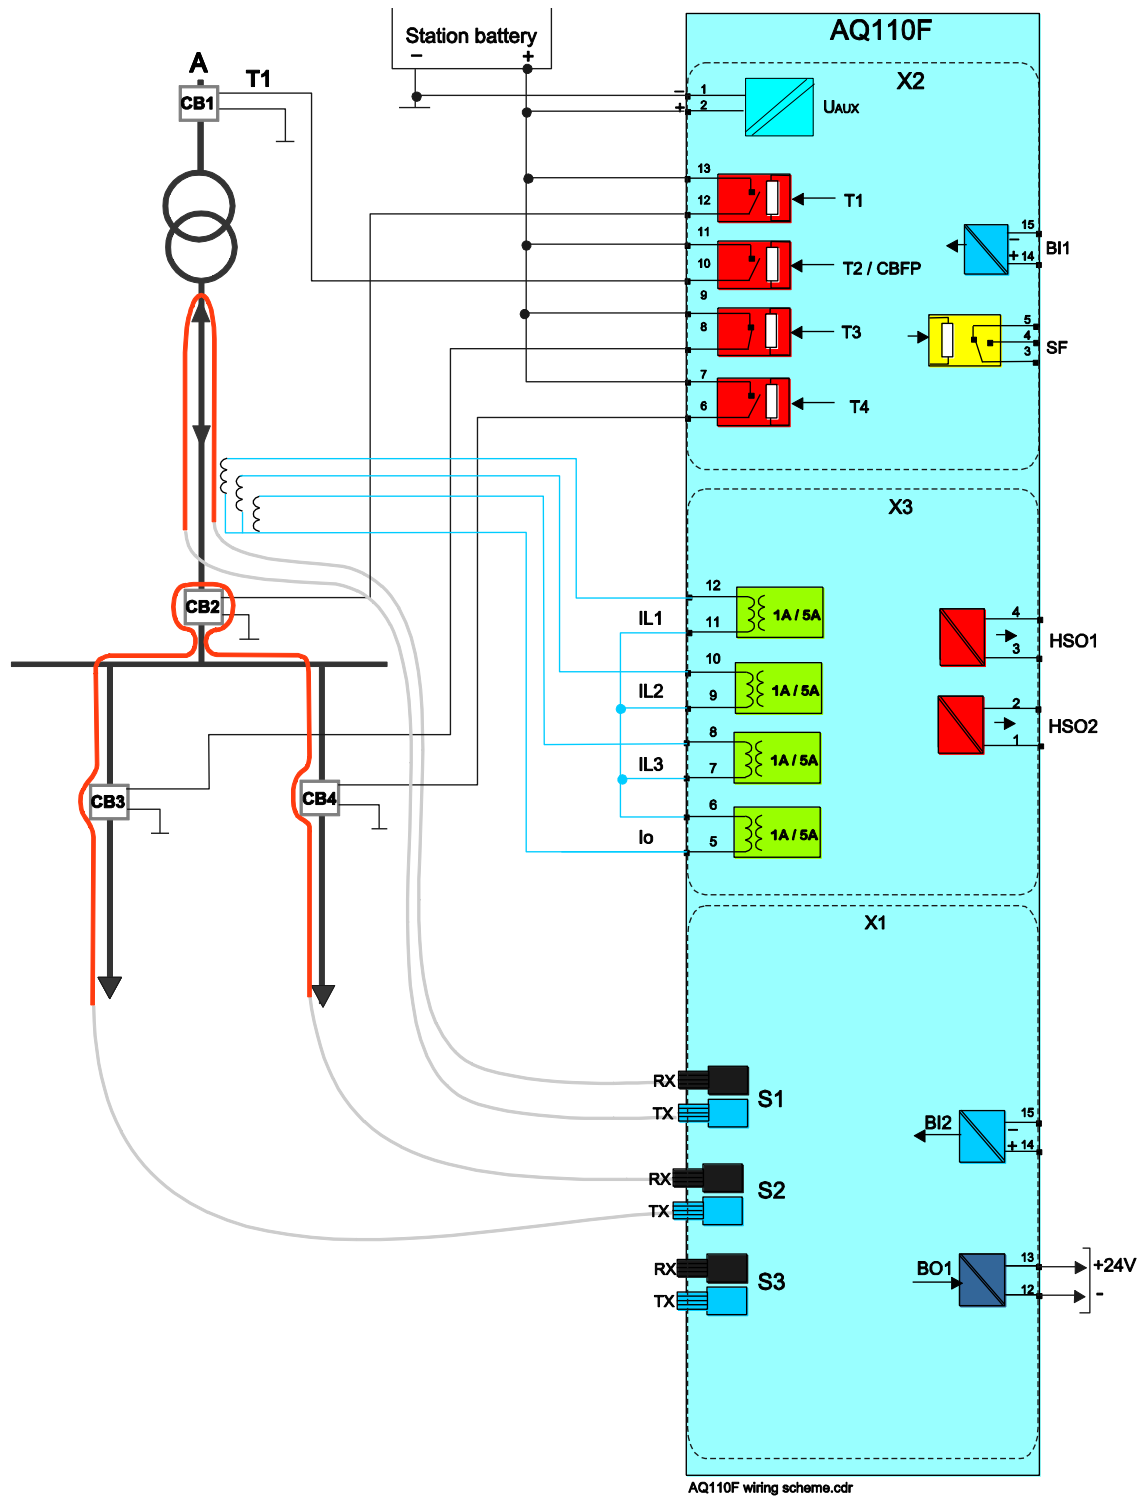 Station battery
− +
AQ110F
A
T1
CB1
X2
−
+
1
2
UAUX
13
12
T1
11
10
T2 / CBFP
9
8
T3
7
6
T4
15
−
+
14
BI1
5
4
3
SF
X3
CB2
12
11
IL1
1A / 5A
10
9
IL2
1A / 5A
8
7
IL3
1A / 5A
6
5
Io
1A / 5A
4
3
HSO1
2
1
HSO2
CB3
CB4
X1
RX
TX
S1
RX
TX
S2
RX
TX
S3
BI2
15
−
+
14
BO1
13
12
+24V
-
AQ110F wiring scheme.cdr